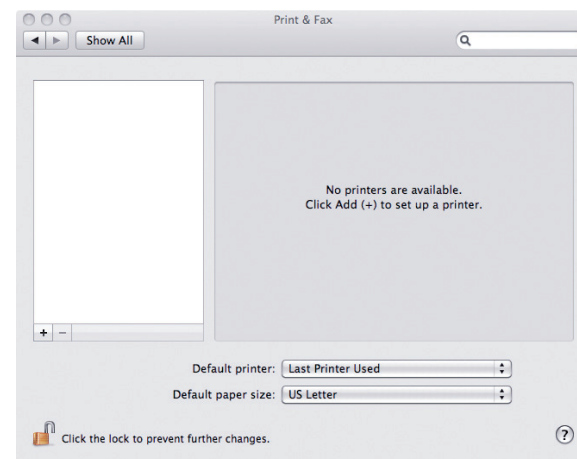 Print & Fax
Show All
No printers are available.
Click Add (+) to set up a printer.
+ −
Default printer: Last Printer Used
Default paper size: US Letter
Click the lock to prevent further changes.
?